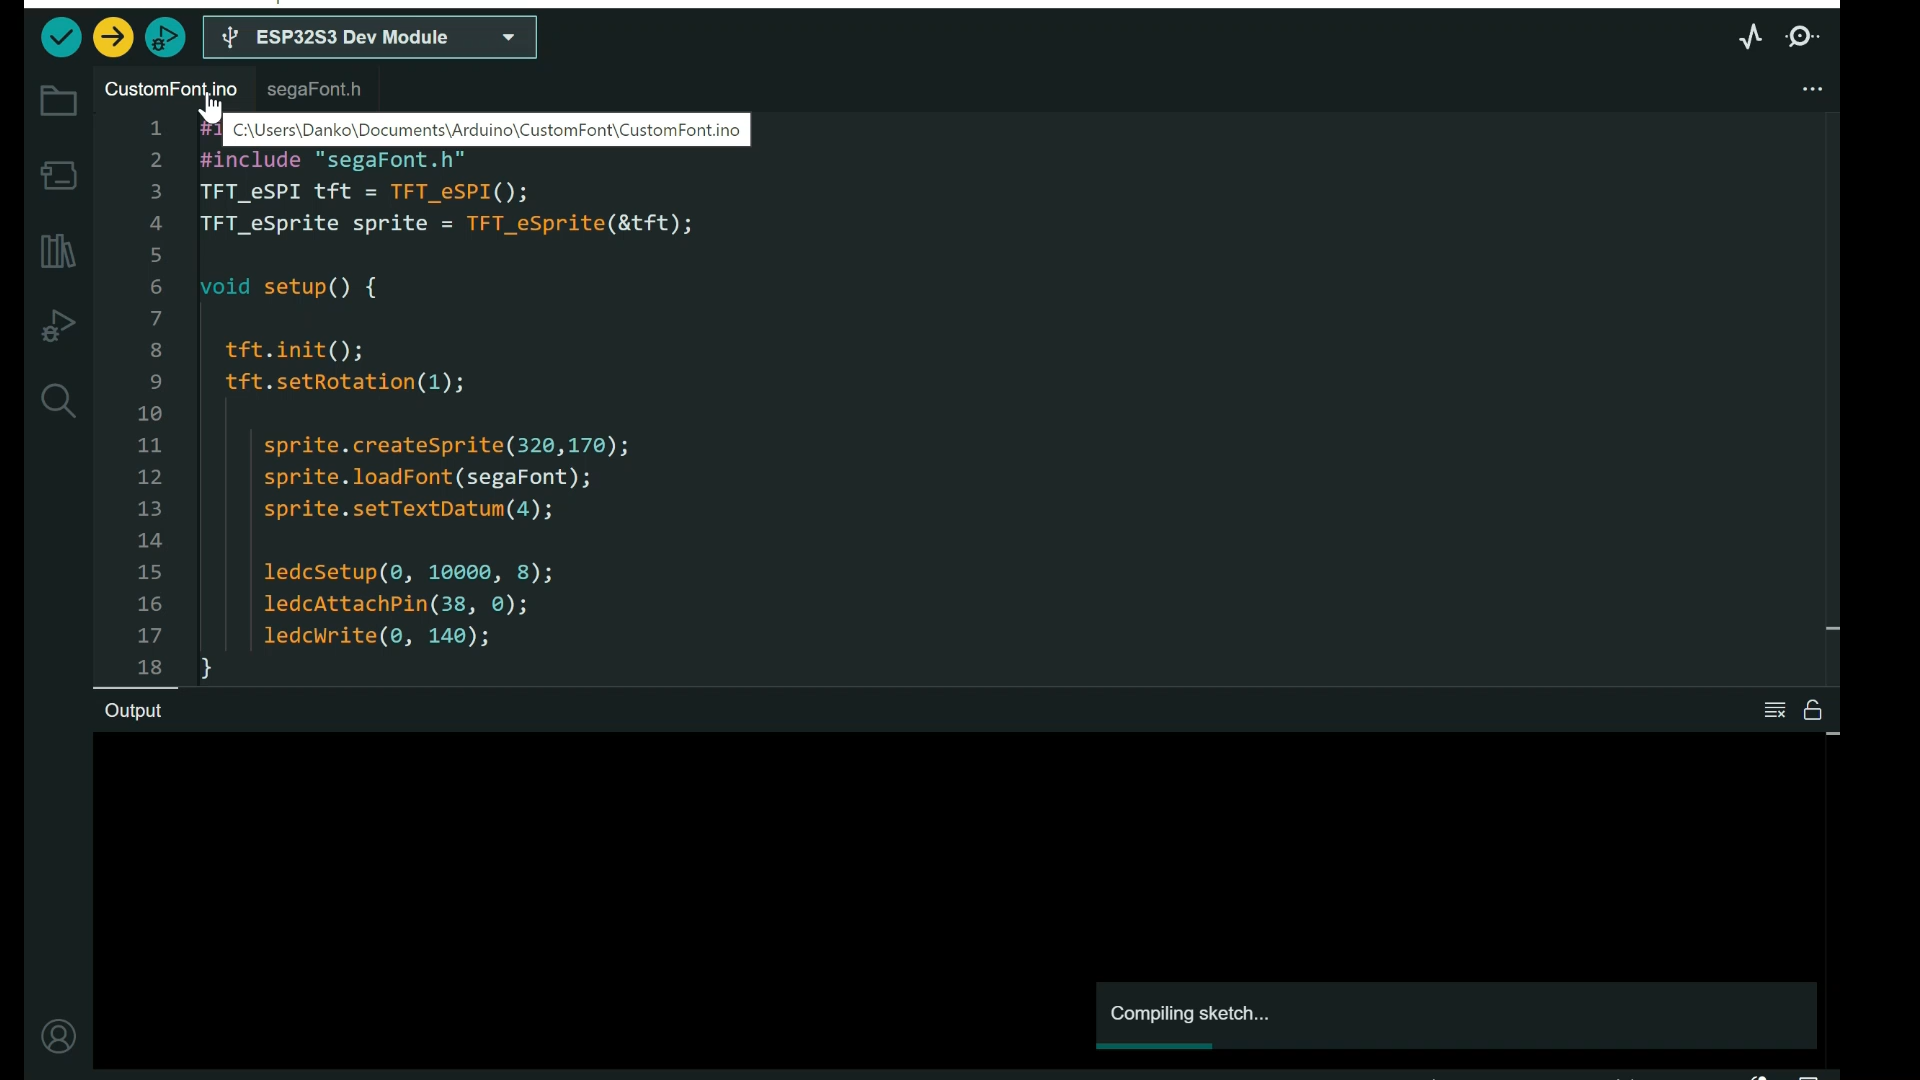 ESP32S3 Dev Module
CustomFont.ino segaFont.h
C:\Users\Danko\Documents\Arduino\CustomFont\CustomFont.ino
1 #i
2 #include "segaFont.h"
3 TFT_eSPI tft = TFT_eSPI();
4 TFT_eSprite sprite = TFT_eSprite(&tft);
5
6 void setup() {
7
8 tft.init();
9 tft.setRotation(1);
10
11 sprite.createSprite(320,170);
12 sprite.loadFont(segaFont);
13 sprite.setTextDatum(4);
14
15 ledcSetup(0, 10000, 8);
16 ledcAttachPin(38, 0);
17 ledcWrite(0, 140);
18 }
Output
Compiling sketch...